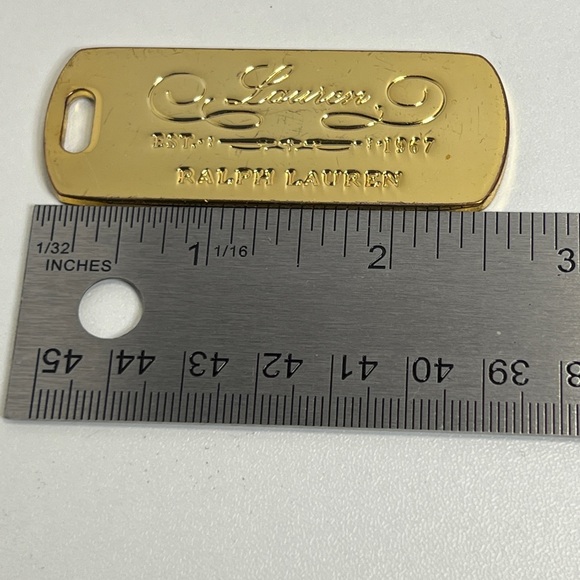 Lauren
EST. 1967
RALPH LAUREN
1/32 1 1/16 2 3
INCHES
45 44 43 42 41 40 39 38